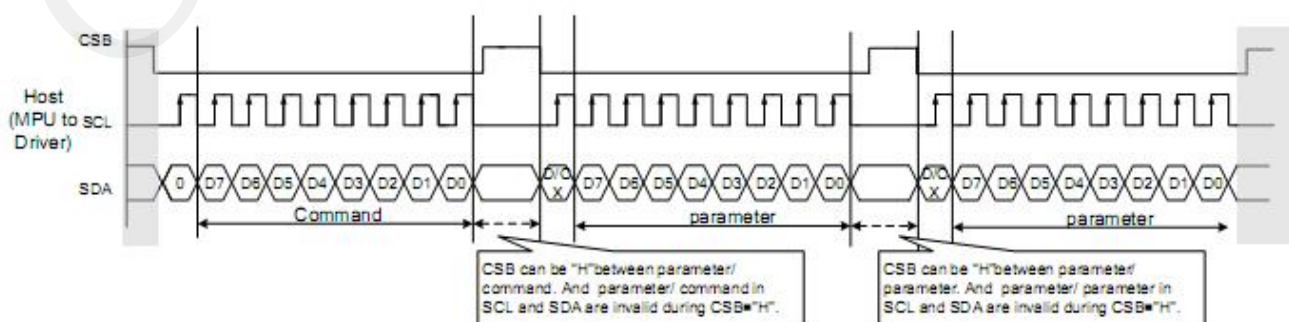 CSB
Host
(MPU to SCL
Driver)
SDA
0 D7 D6 D5 D4 D3 D2 D1 D0 D/C
X D7 D6 D5 D4 D3 D2 D1 D0 D/C
X D7 D6 D5 D4 D3 D2 D1 D0
Command
parameter
parameter
CSB can be "H"between parameter/
command. And parameter/ command in
SCL and SDA are invalid during CSB="H".
CSB can be "H"between parameter/
parameter. And parameter/ parameter in
SCL and SDA are invalid during CSB="H".